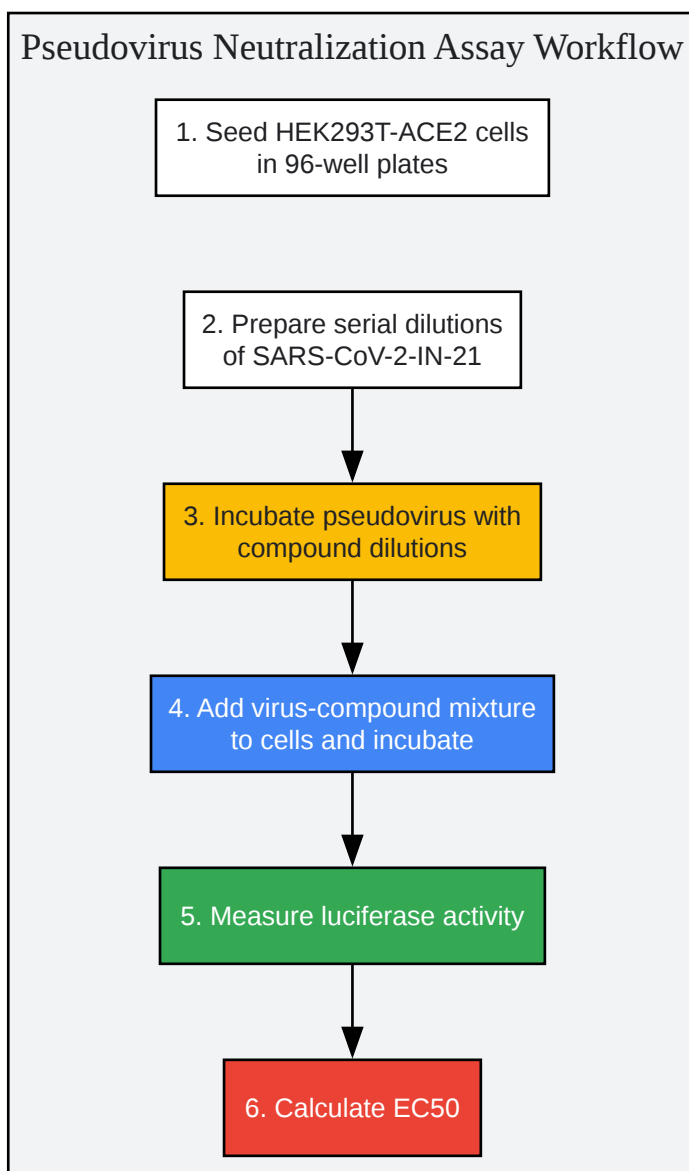 Pseudovirus Neutralization Assay Workflow
1. Seed HEK293T-ACE2 cells
in 96-well plates
2. Prepare serial dilutions
of SARS-CoV-2-IN-21
3. Incubate pseudovirus with
compound dilutions
4. Add virus-compound mixture
to cells and incubate
5. Measure luciferase activity
6. Calculate EC50